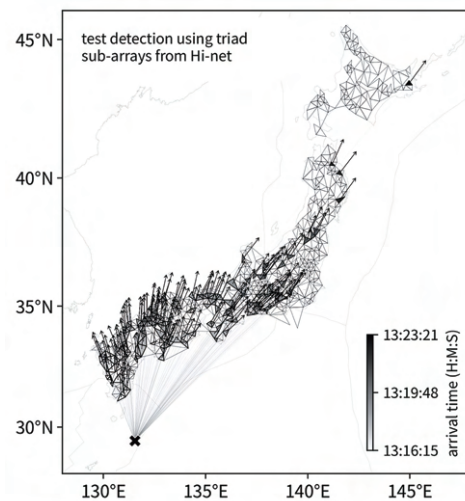 45°N
test detection using triad
sub-arrays from Hi-net
40°N
35°N
30°N
13:23:21
13:19:48
13:16:15
arrival time (H:M:S)
130°E
135°E
140°E
145°E